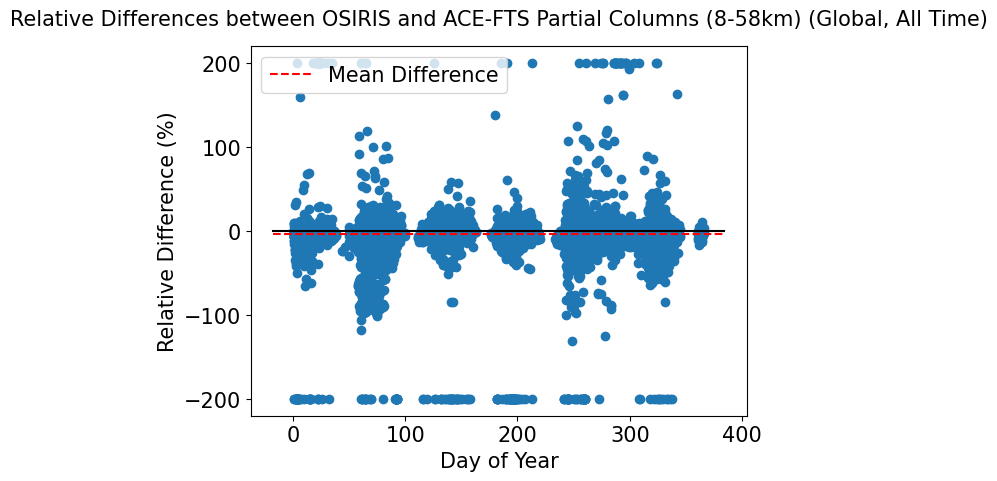 Relative Differences between OSIRIS and ACE-FTS Partial Columns (8-58km) (Global, All Time)
Mean Difference
Relative Difference (%)
200
100
0
−100
−200
0 100 200 300 400
Day of Year